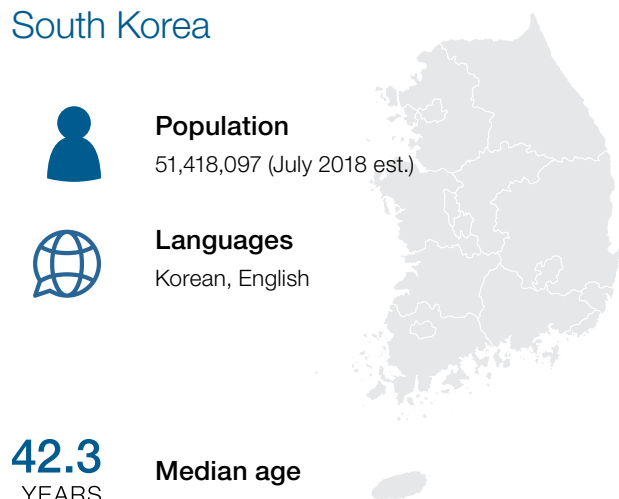 South Korea
Population
51,418,097 (July 2018 est.)
Languages
Korean, English
42.3
YEARS
Median age